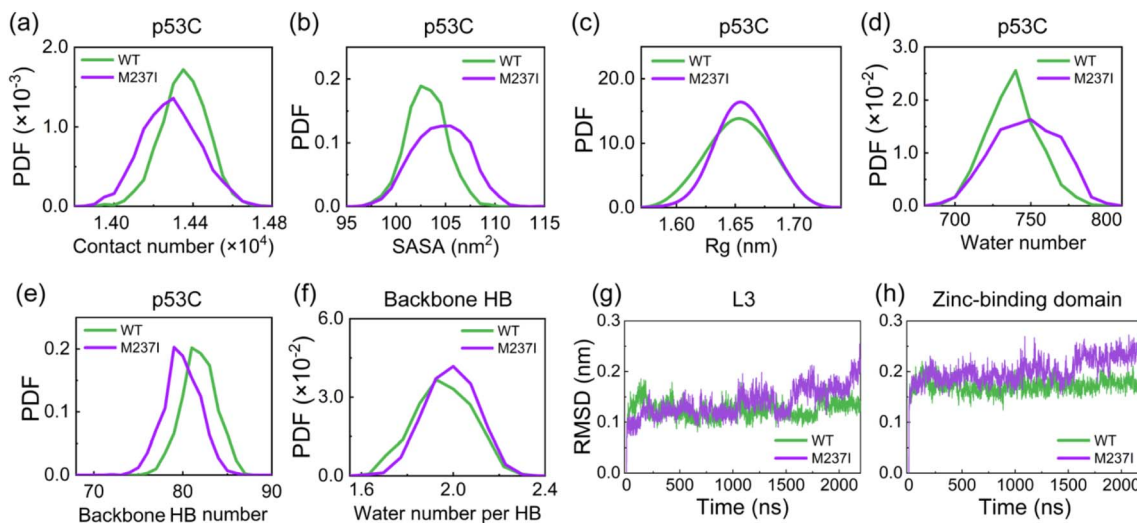 (a) p53C
PDF (×10⁻³)
2.0
1.0
0.0
WT
M237I
1.40 1.44 1.48
Contact number (×10⁴)
(b) p53C
PDF
0.2
0.1
0.0
WT
M237I
95 100 105 110 115
SASA (nm²)
(c) p53C
PDF
20.0
10.0
0.0
WT
M237I
1.60 1.65 1.70
Rg (nm)
(d) p53C
PDF (×10⁻²)
3.0
2.0
1.0
0.0
WT
M237I
700 750 800
Water number
(e) p53C
PDF
0.2
0.1
0.0
WT
M237I
70 80 90
Backbone HB number
(f) Backbone HB
PDF (×10⁻²)
6.0
3.0
0.0
WT
M237I
1.6 2.0 2.4
Water number per HB
(g) L3
RMSD (nm)
0.3
0.2
0.1
0.0
WT
M237I
0 500 1000 1500 2000
Time (ns)
(h) Zinc-binding domain
0.3
0.2
0.1
0.0
WT
M237I
0 500 1000 1500 2000
Time (ns)